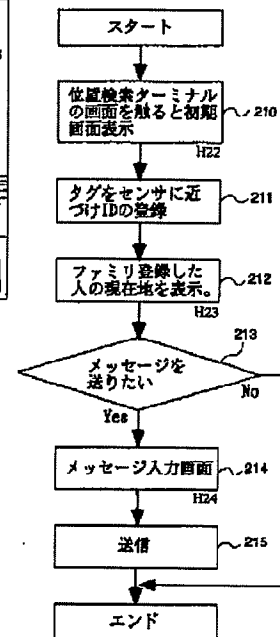 スタート
位置検索ターミナル
の画面を触ると初期
画面表示
210
H22
タグをセンサに近
づけIDの登録
211
ファミリ登録した
人の現在地を表示。
212
H23
213
メッセージを
送りたい
No
Yes
メッセージ入力画面
214
H24
送信
215
エンド